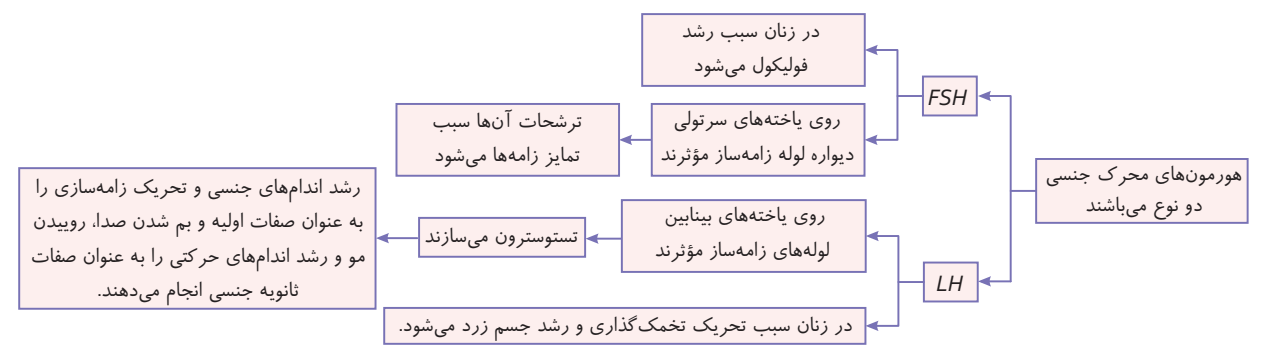 هورمون‌های محرک جنسی
دو نوع می‌باشند
FSH
در زنان سبب رشد
فولیکول می‌شود
روی یاخته‌های سرتولی
دیواره لوله زامه‌ساز مؤثرند
ترشحات آن‌ها سبب
تمایز زامه‌ها می‌شود
LH
روی یاخته‌های بینابین
لوله‌های زامه‌ساز مؤثرند
تستوسترون می‌سازند
رشد اندام‌های جنسی و تحریک زامه‌سازی را
به عنوان صفات اولیه و بم شدن صدا، روییدن
مو و رشد اندام‌های حرکتی را به عنوان صفات
ثانویه جنسی انجام می‌دهند.
در زنان سبب تحریک تخمک‌گذاری و رشد جسم زرد می‌شود.